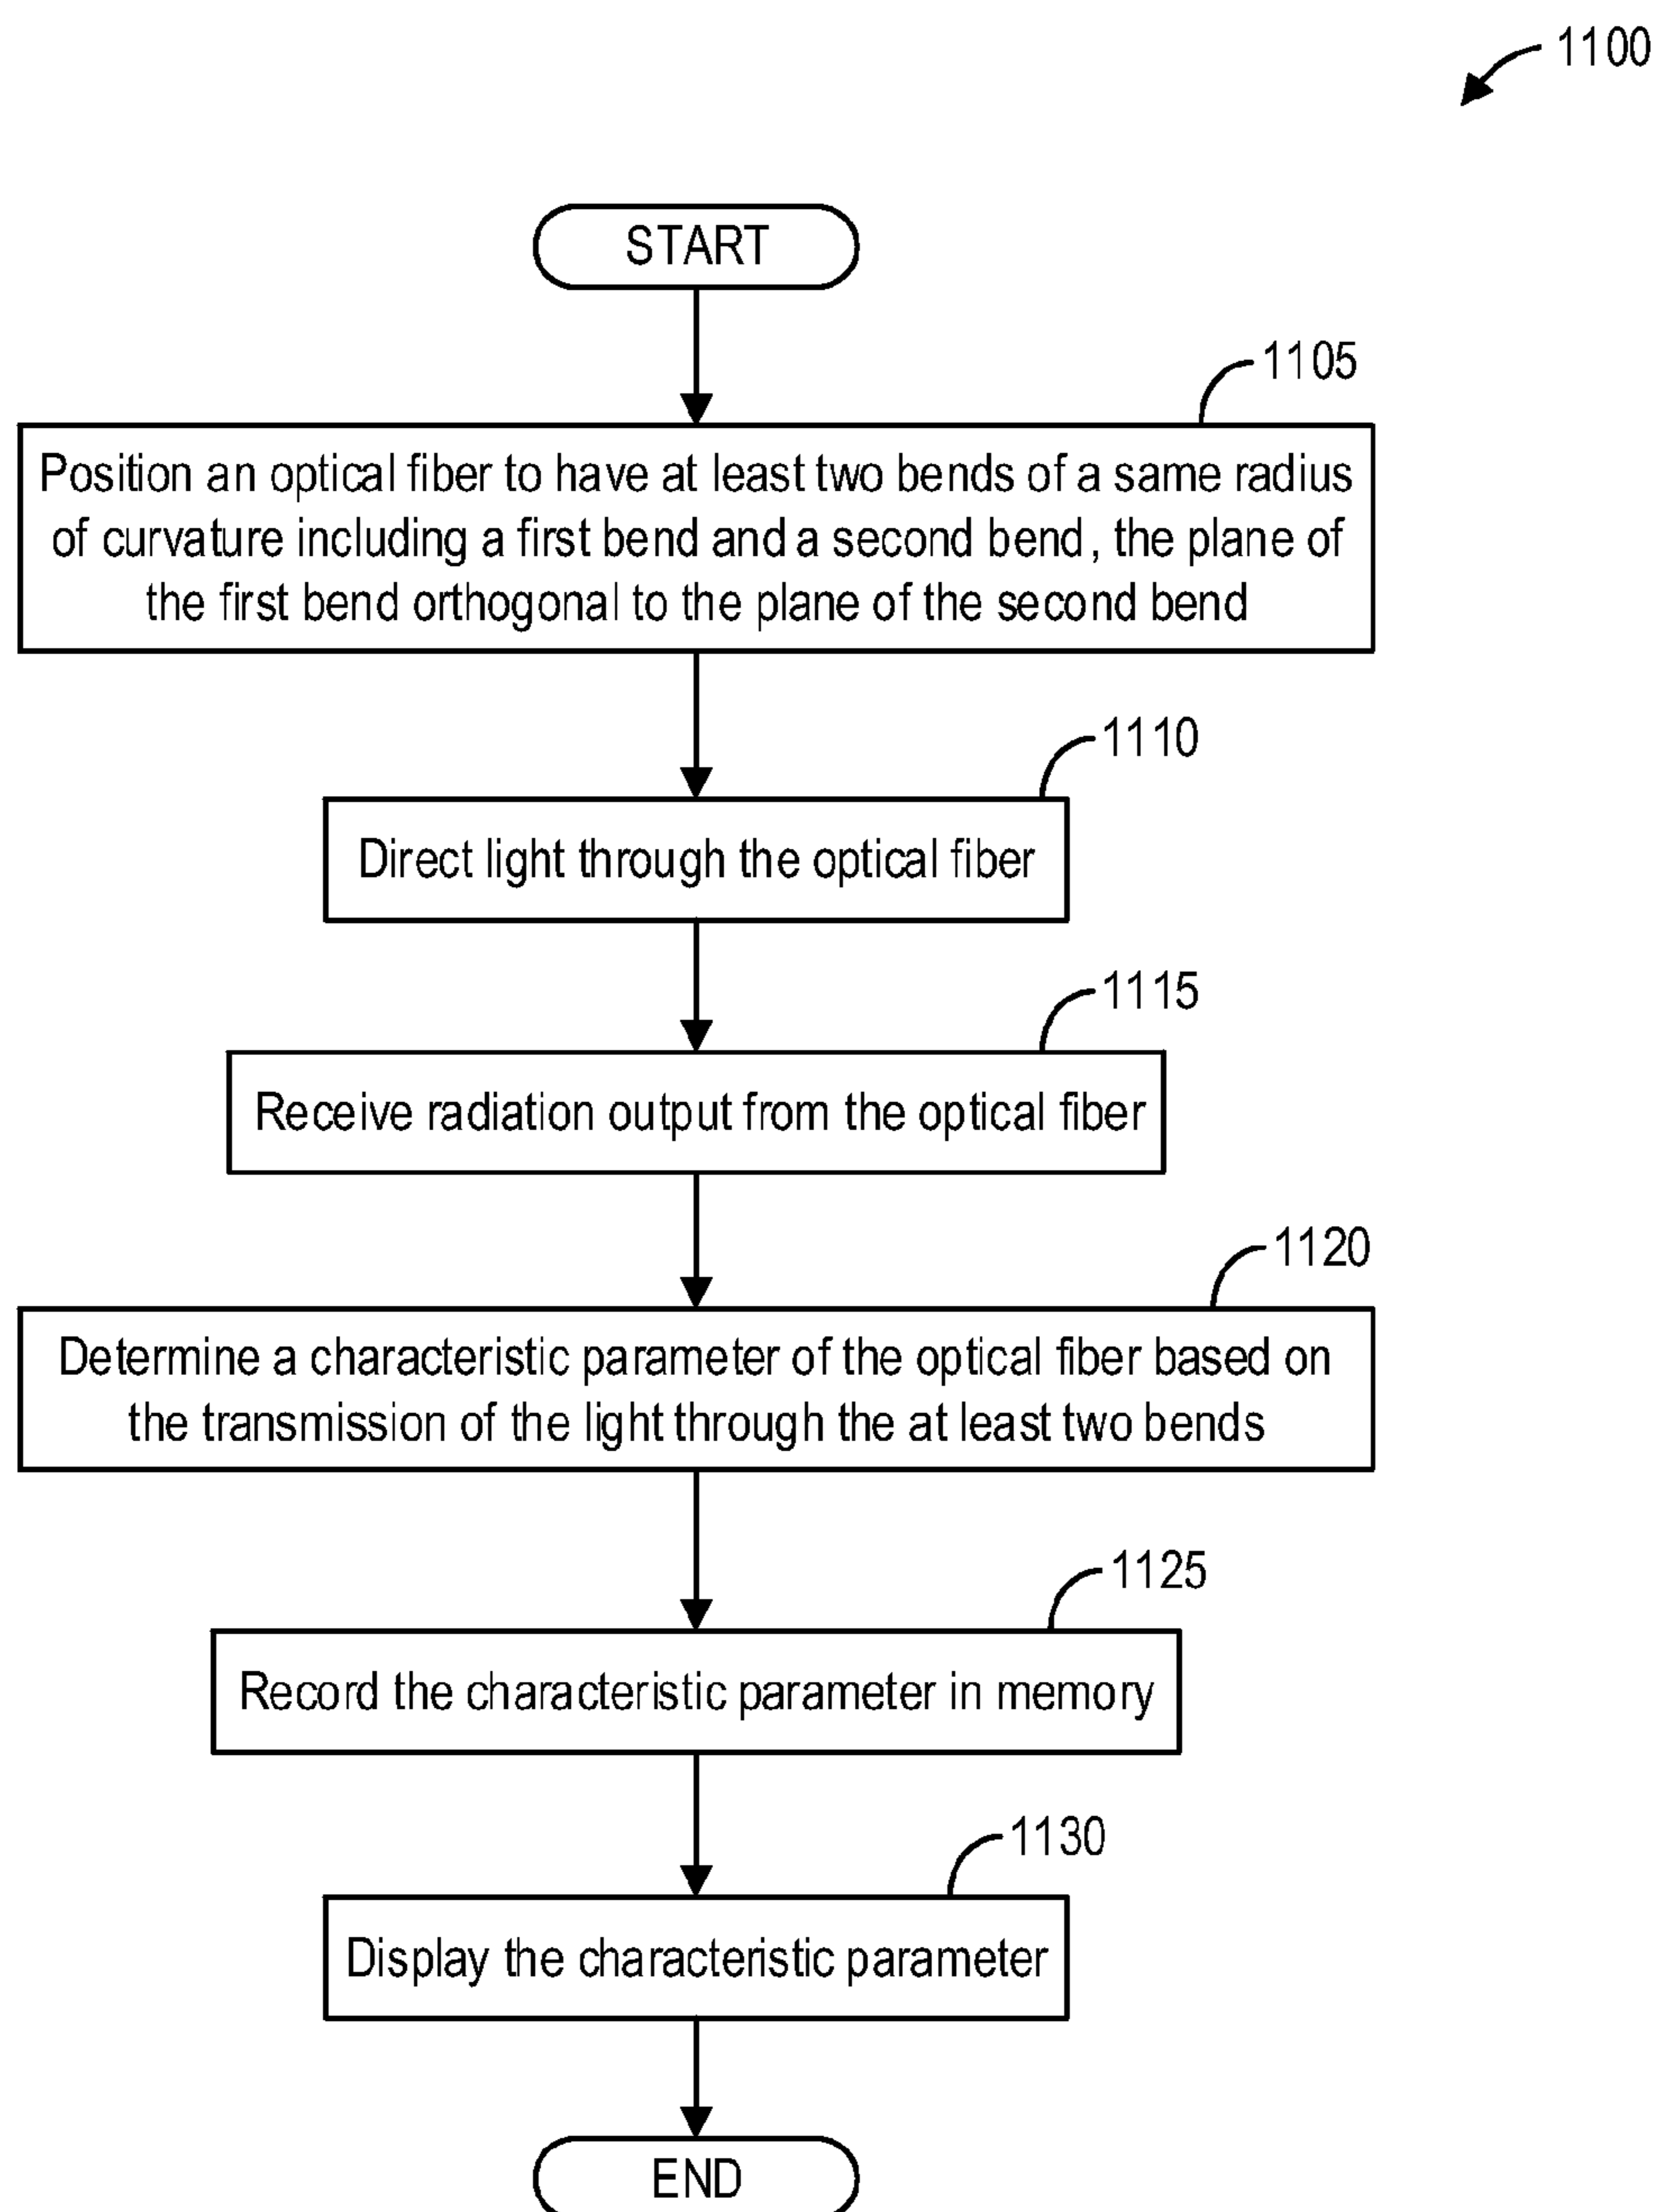 1100
START
1105
Position an optical fiber to have at least two bends of a same radius
of curvature including a first bend and a second bend, the plane of
the first bend orthogonal to the plane of the second bend
1110
Direct light through the optical fiber
1115
Receive radiation output from the optical fiber
1120
Determine a characteristic parameter of the optical fiber based on
the transmission of the light through the at least two bends
1125
Record the characteristic parameter in memory
1130
Display the characteristic parameter
END